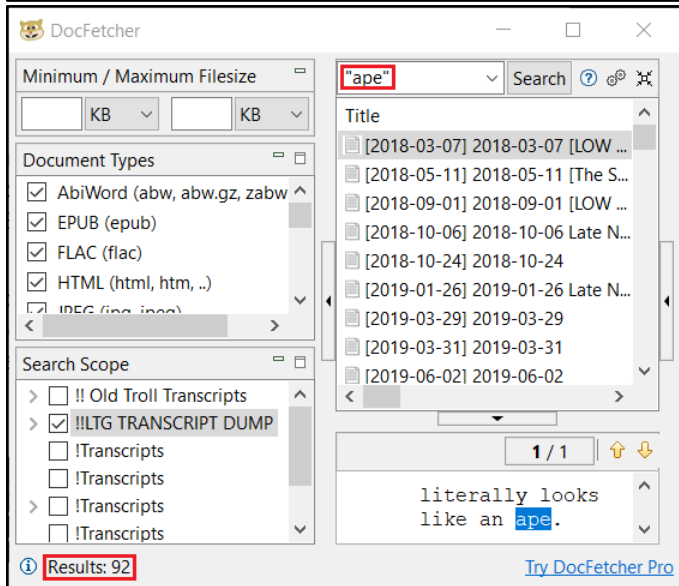 DocFetcher
Minimum / Maximum Filesize
KB KB
Document Types
AbiWord (abw, abw.gz, zabw
EPUB (epub)
FLAC (flac)
HTML (html, htm, ..)
JPEG (jpg, jpeg)
Search Scope
!! Old Troll Transcripts
!!LTG TRANSCRIPT DUMP
!Transcripts
!Transcripts
!Transcripts
!Transcripts
Results: 92
"ape" Search
Title
[2018-03-07] 2018-03-07 [LOW ...
[2018-05-11] 2018-05-11 [The S...
[2018-09-01] 2018-09-01 [LOW ...
[2018-10-06] 2018-10-06 Late N...
[2018-10-24] 2018-10-24
[2019-01-26] 2019-01-26 Late N...
[2019-03-29] 2019-03-29
[2019-03-31] 2019-03-31
[2019-06-02] 2019-06-02
1 / 1
literally looks
like an ape.
Try DocFetcher Pro